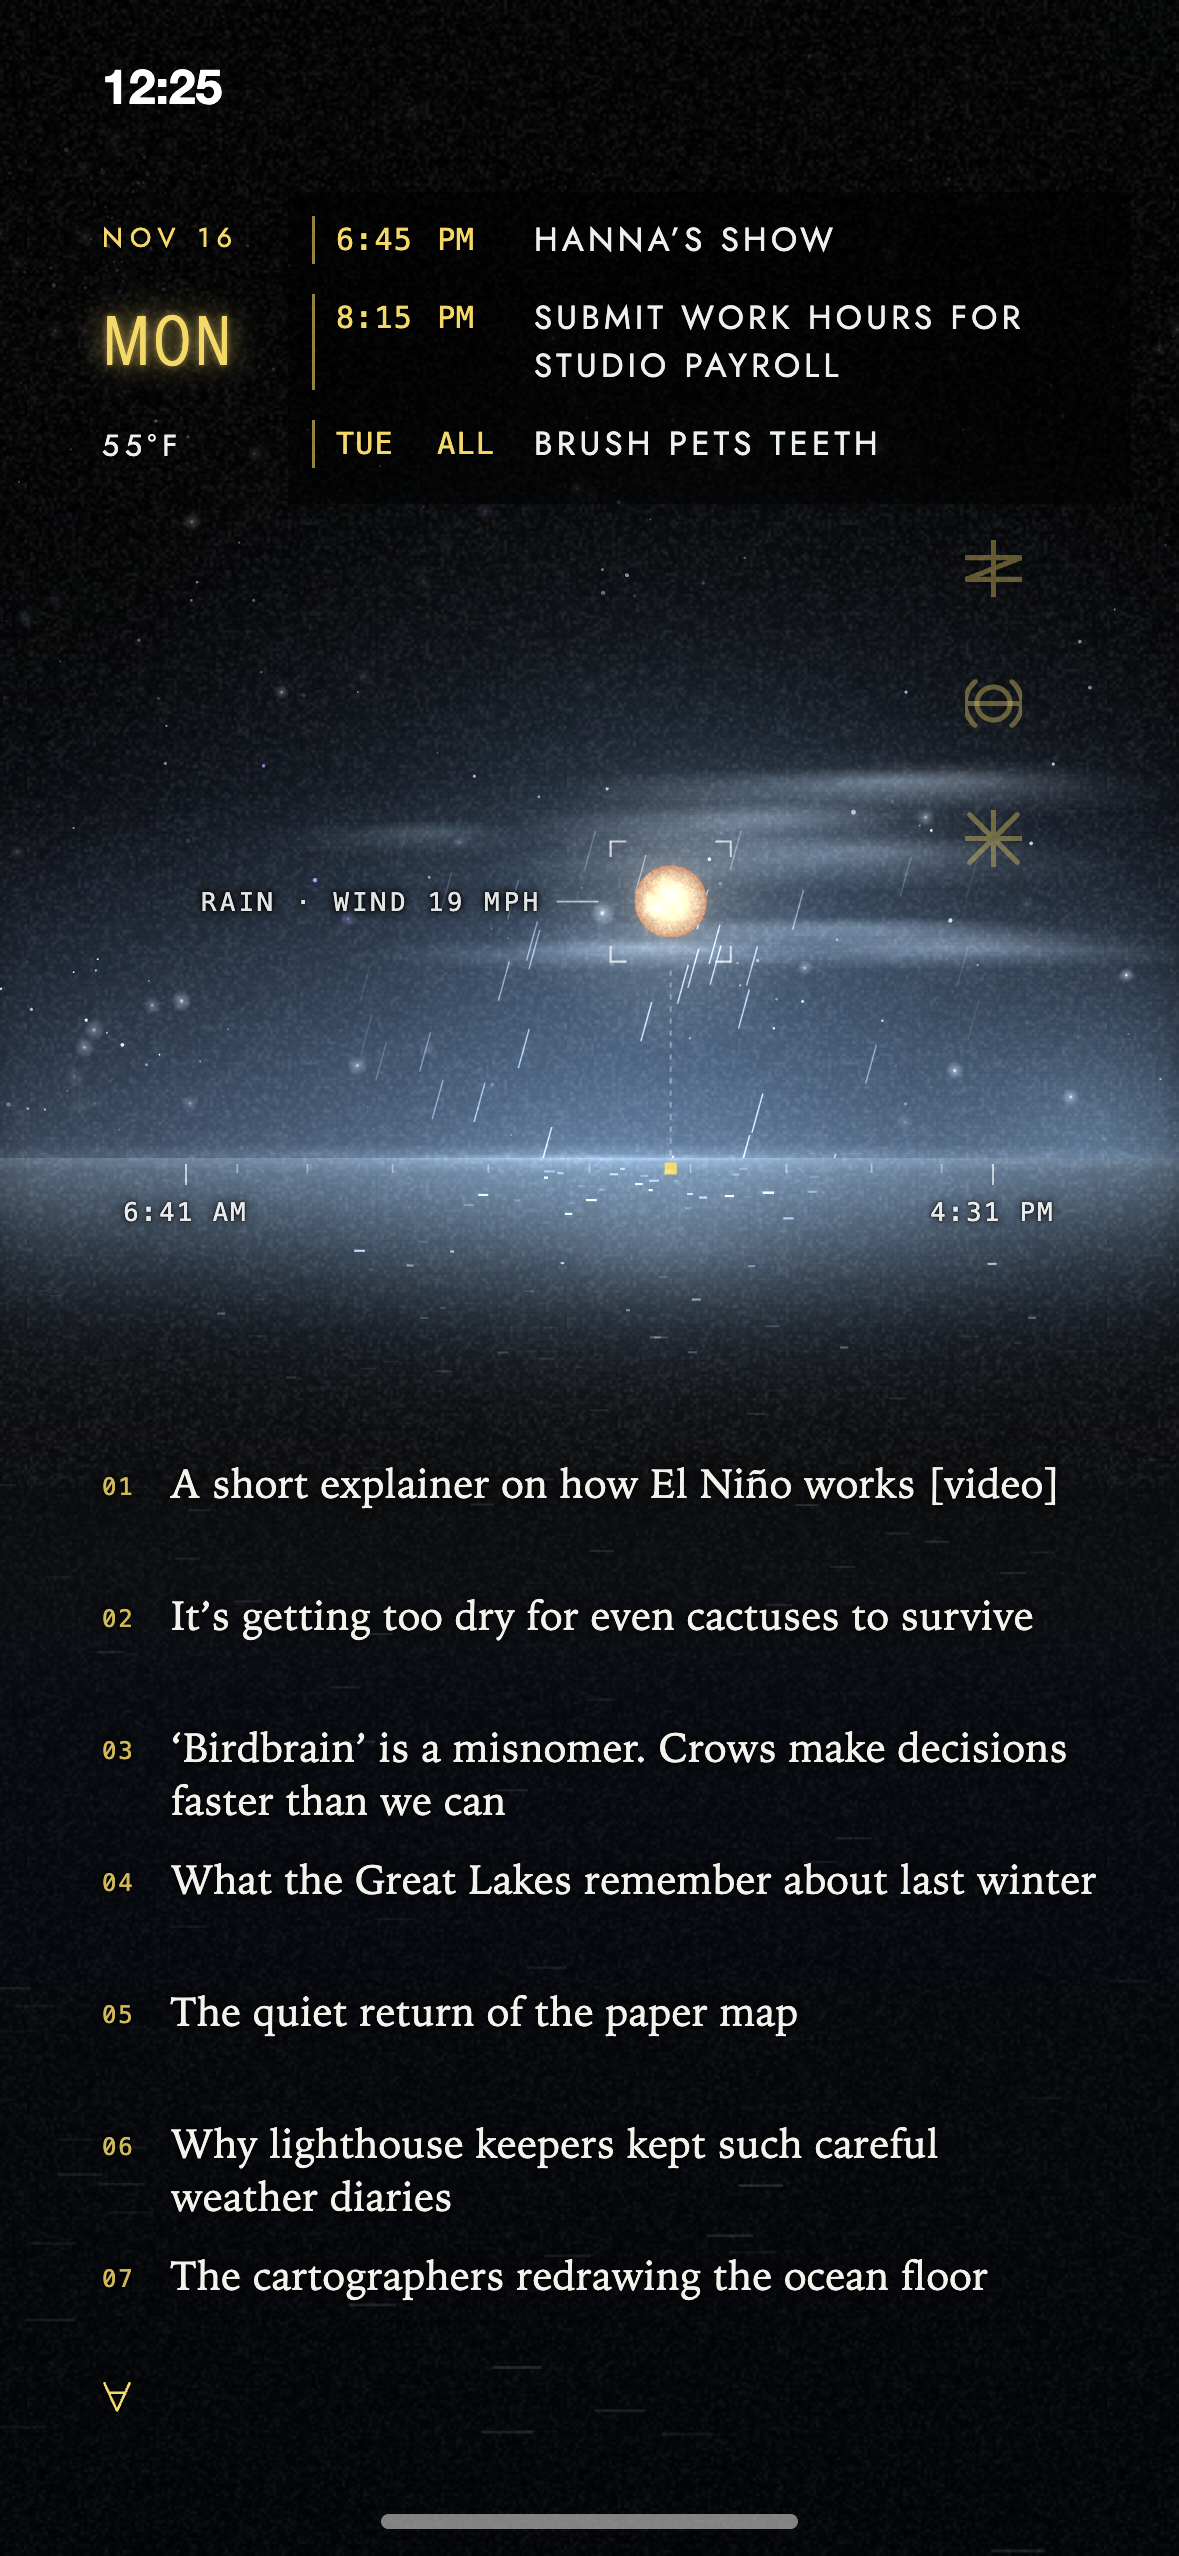 12:25
NOV 16
MON
55°F
6:45 PM HANNA’S SHOW
8:15 PM SUBMIT WORK HOURS FOR
STUDIO PAYROLL
TUE ALL BRUSH PETS TEETH
RAIN · WIND 19 MPH
6:41 AM
4:31 PM
01 A short explainer on how El Niño works [video]
02 It’s getting too dry for even cactuses to survive
03 ‘Birdbrain’ is a misnomer. Crows make decisions
faster than we can
04 What the Great Lakes remember about last winter
05 The quiet return of the paper map
06 Why lighthouse keepers kept such careful
weather diaries
07 The cartographers redrawing the ocean floor